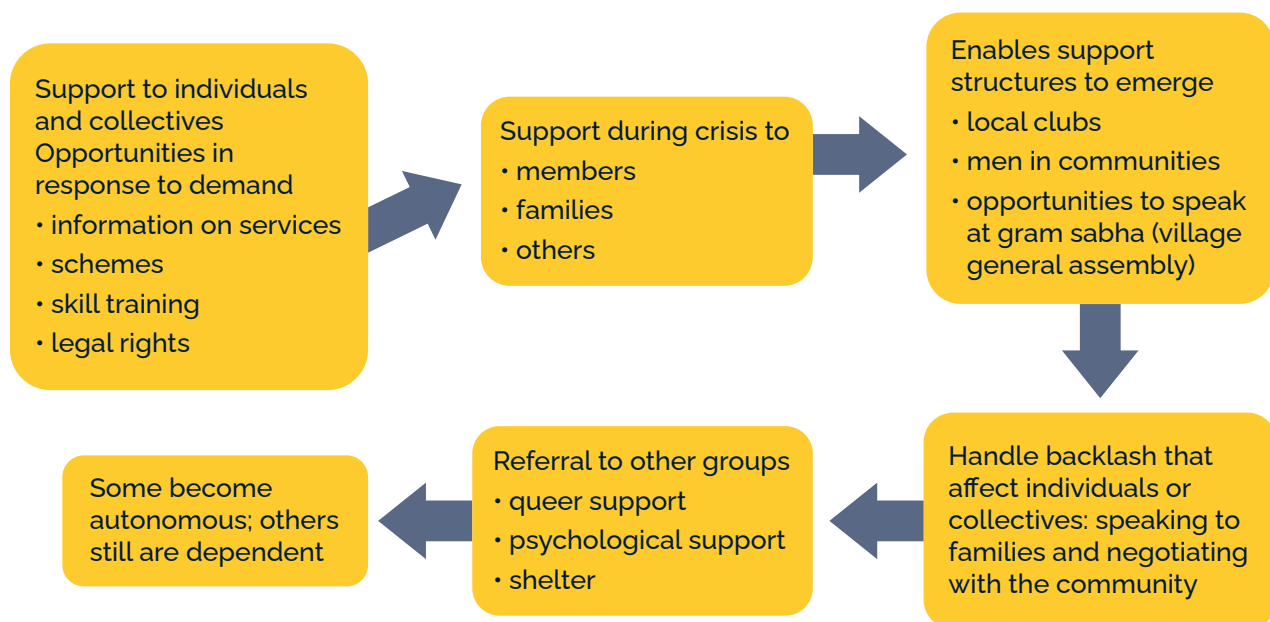 Support to individuals
and collectives
Opportunities in
response to demand
• information on services
• schemes
• skill training
• legal rights
Support during crisis to
• members
• families
• others
Enables support
structures to emerge
• local clubs
• men in communities
• opportunities to speak
at gram sabha (village
general assembly)
Handle backlash that
affect individuals or
collectives: speaking to
families and negotiating
with the community
Referral to other groups
• queer support
• psychological support
• shelter
Some become
autonomous; others
still are dependent